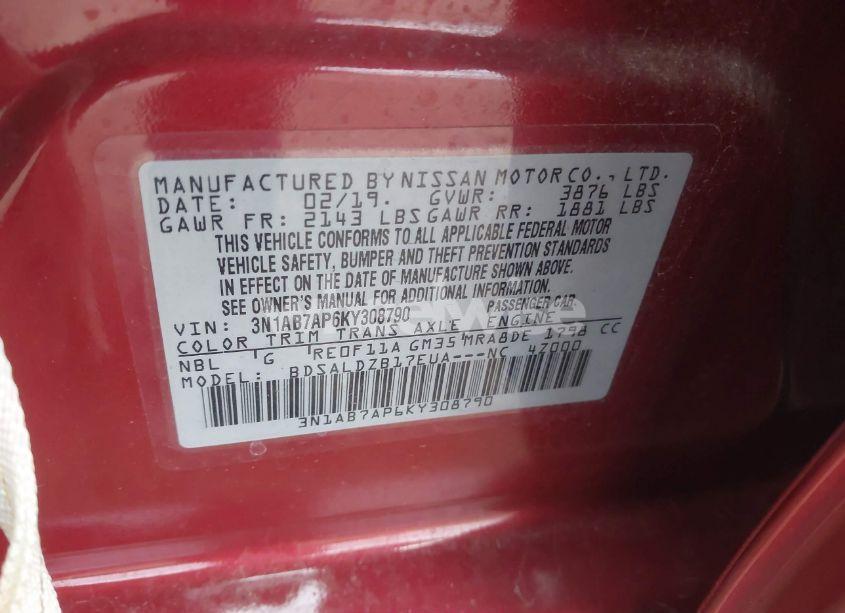 MANUFACTURED BY NISSAN MOTOR CO., LTD.
DATE: 02/19. GVWR: 3876 LBS
GAWR FR: 2143 LBS GAWR RR: 1881 LBS
THIS VEHICLE CONFORMS TO ALL APPLICABLE FEDERAL MOTOR
VEHICLE SAFETY, BUMPER AND THEFT PREVENTION STANDARDS
IN EFFECT ON THE DATE OF MANUFACTURE SHOWN ABOVE.
SEE OWNER'S MANUAL FOR ADDITIONAL INFORMATION.
VIN: 3N1AB7AP6KY308790 PASSENGER CAR
COLOR TRIM TRANS AXLE ENGINE
NBL G RE0F11A GM35 MRA8DE 1798 CC
MODEL: BDSALDZB17EUA---NC 47000
3N1AB7AP6KY308790